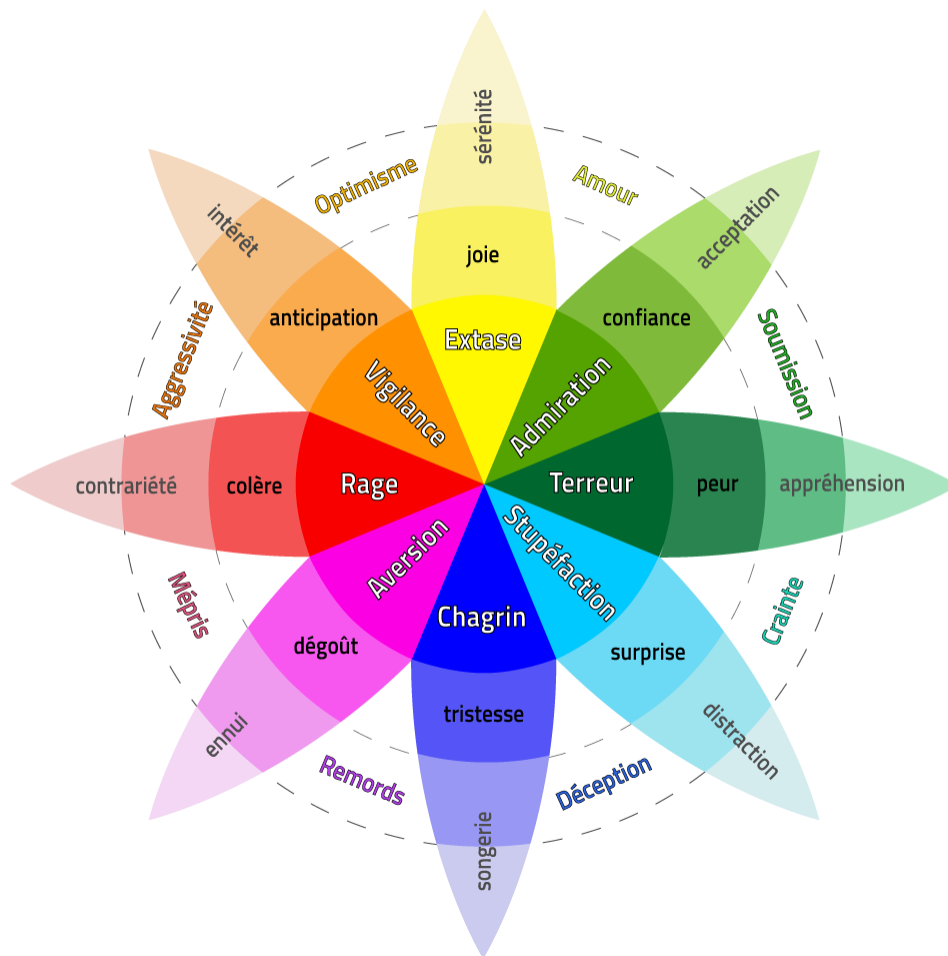 sérénité
Optimisme
Amour
intérêt
acceptation
joie
anticipation
confiance
Extase
Aggressivité
Soumission
Vigilance
Admiration
contrariété
colère
Rage
Terreur
peur
appréhension
Aversion
Stupéfaction
Mépris
Crainte
Chagrin
dégoût
surprise
tristesse
ennui
distraction
Remords
Déception
songerie